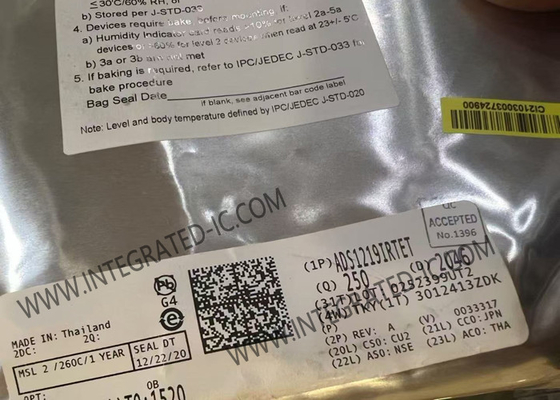 ≤30°C/60% RH, or
b) Stored per J-STD-033
4. Devices require bake, before mounting, if:
a) Humidity Indicator Card reads >10% for level 2a-5a
devices or >60% for level 2 devices when read at 23+/- 5°C
b) 3a or 3b are not met
5. If baking is required, refer to IPC/JEDEC J-STD-033 for
bake procedure
Bag Seal Date
If blank, see adjacent bar code label
Note: Level and body temperature defined by IPC/JEDEC J-STD-020
CI2103003724900
WWW.INTEGRATED-IC.COM
WWW.INTEGRATED-IC.COM
QC
ACCEPTED
No.1396
(1P) ADS1219IRTET
(Q) 250 (D) 2046
(31T)
(4W) TKY(1T) 3012413ZDK
(P)
(2P) REV: A (V) 0033317
(20L) CSO: CU2 (21L) CCO:JPN
(22L) ASO: NSE (23L) ACO: THA
Pb
G4
e
MADE IN: Thailand
2DC: 2Q:
MSL 2 /260C/1 YEAR
SEAL DT
12/22/20
OPT:
0B
:1520